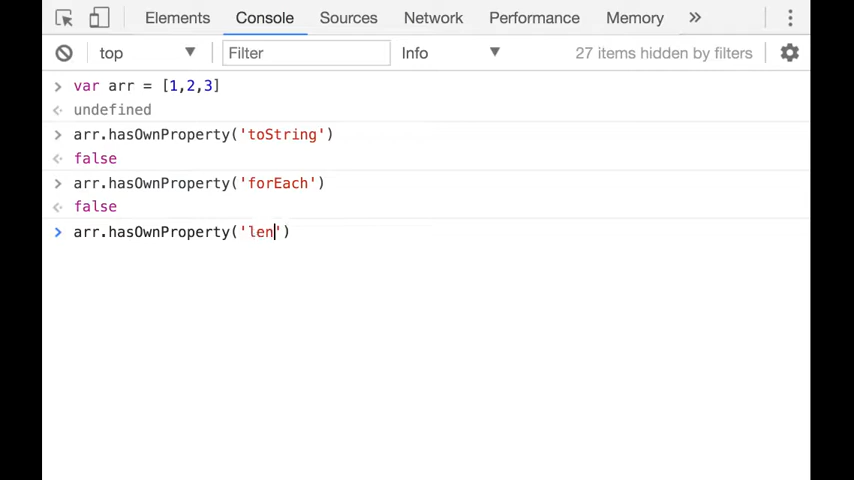 Elements Console Sources Network Performance Memory »
top ▼ Filter Info ▼ 27 items hidden by filters
> var arr = [1,2,3]
undefined
> arr.hasOwnProperty('toString')
false
> arr.hasOwnProperty('forEach')
false
> arr.hasOwnProperty('len')